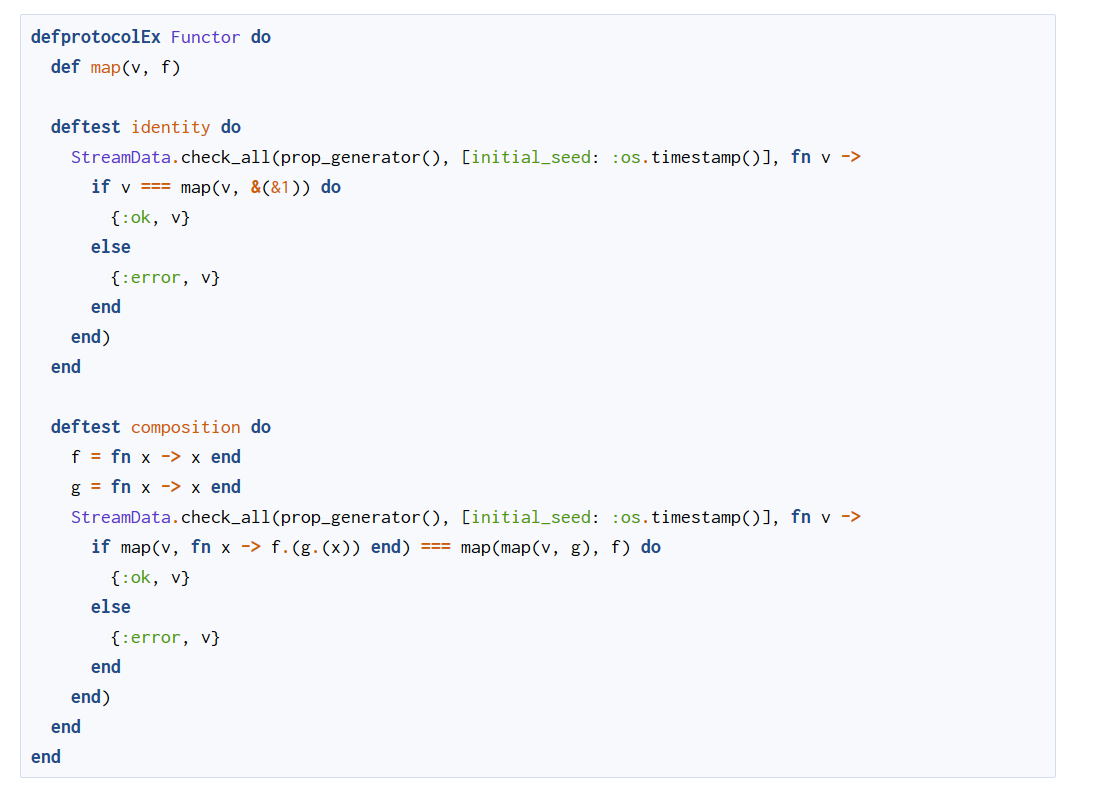 defprotocolEx Functor do
  def map(v, f)

  deftest identity do
    StreamData.check_all(prop_generator(), [initial_seed: :os.timestamp()], fn v ->
      if v === map(v, &(&1)) do
        {:ok, v}
      else
        {:error, v}
      end
    end)
  end

  deftest composition do
    f = fn x -> x end
    g = fn x -> x end
    StreamData.check_all(prop_generator(), [initial_seed: :os.timestamp()], fn v ->
      if map(v, fn x -> f.(g.(x)) end) === map(map(v, g), f) do
        {:ok, v}
      else
        {:error, v}
      end
    end)
  end
end